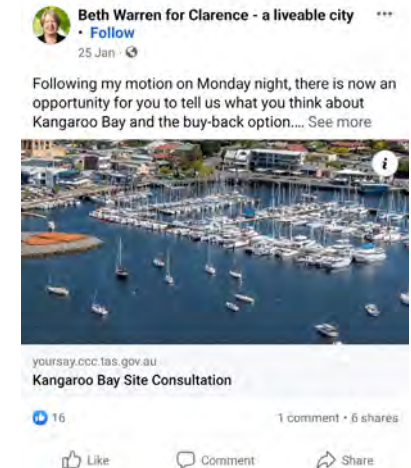 Beth Warren for Clarence - a liveable city
• Follow
25 Jan ·
Following my motion on Monday night, there is now an
opportunity for you to tell us what you think about
Kangaroo Bay and the buy-back option.... See more
i
yoursay.ccc.tas.gov.au
Kangaroo Bay Site Consultation
16
1 comment • 6 shares
Like
Comment
Share